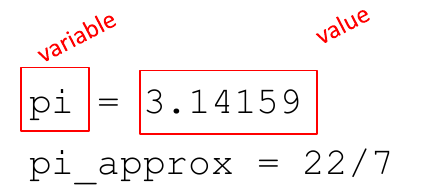 variable value
pi = 3.14159
pi_approx = 22/7